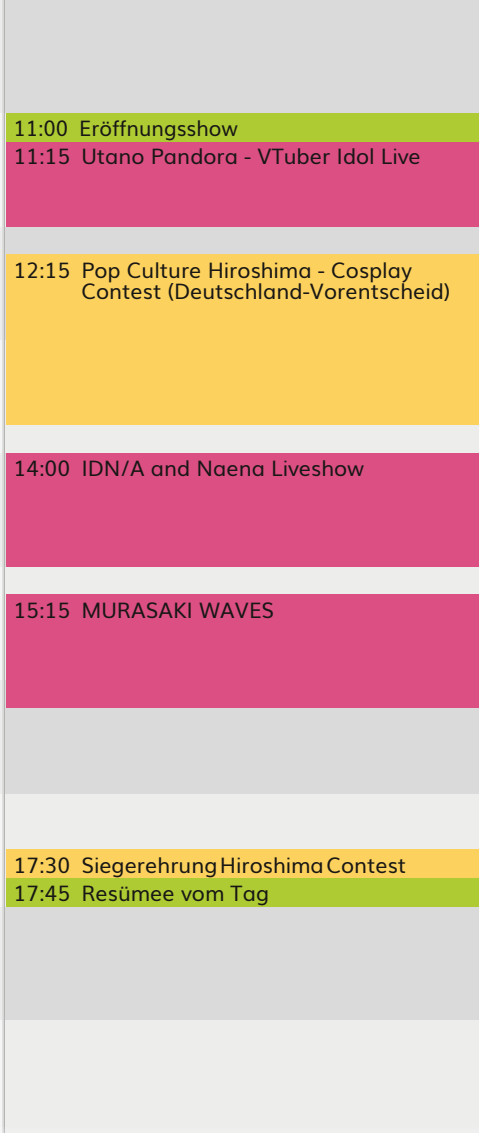 11:00 Eröffnungsshow
11:15 Utano Pandora - VTuber Idol Live
12:15 Pop Culture Hiroshima - Cosplay
Contest (Deutschland-Vorentscheid)
14:00 IDN/A and Naena Liveshow
15:15 MURASAKI WAVES
17:30 Siegerehrung Hiroshima Contest
17:45 Resümee vom Tag